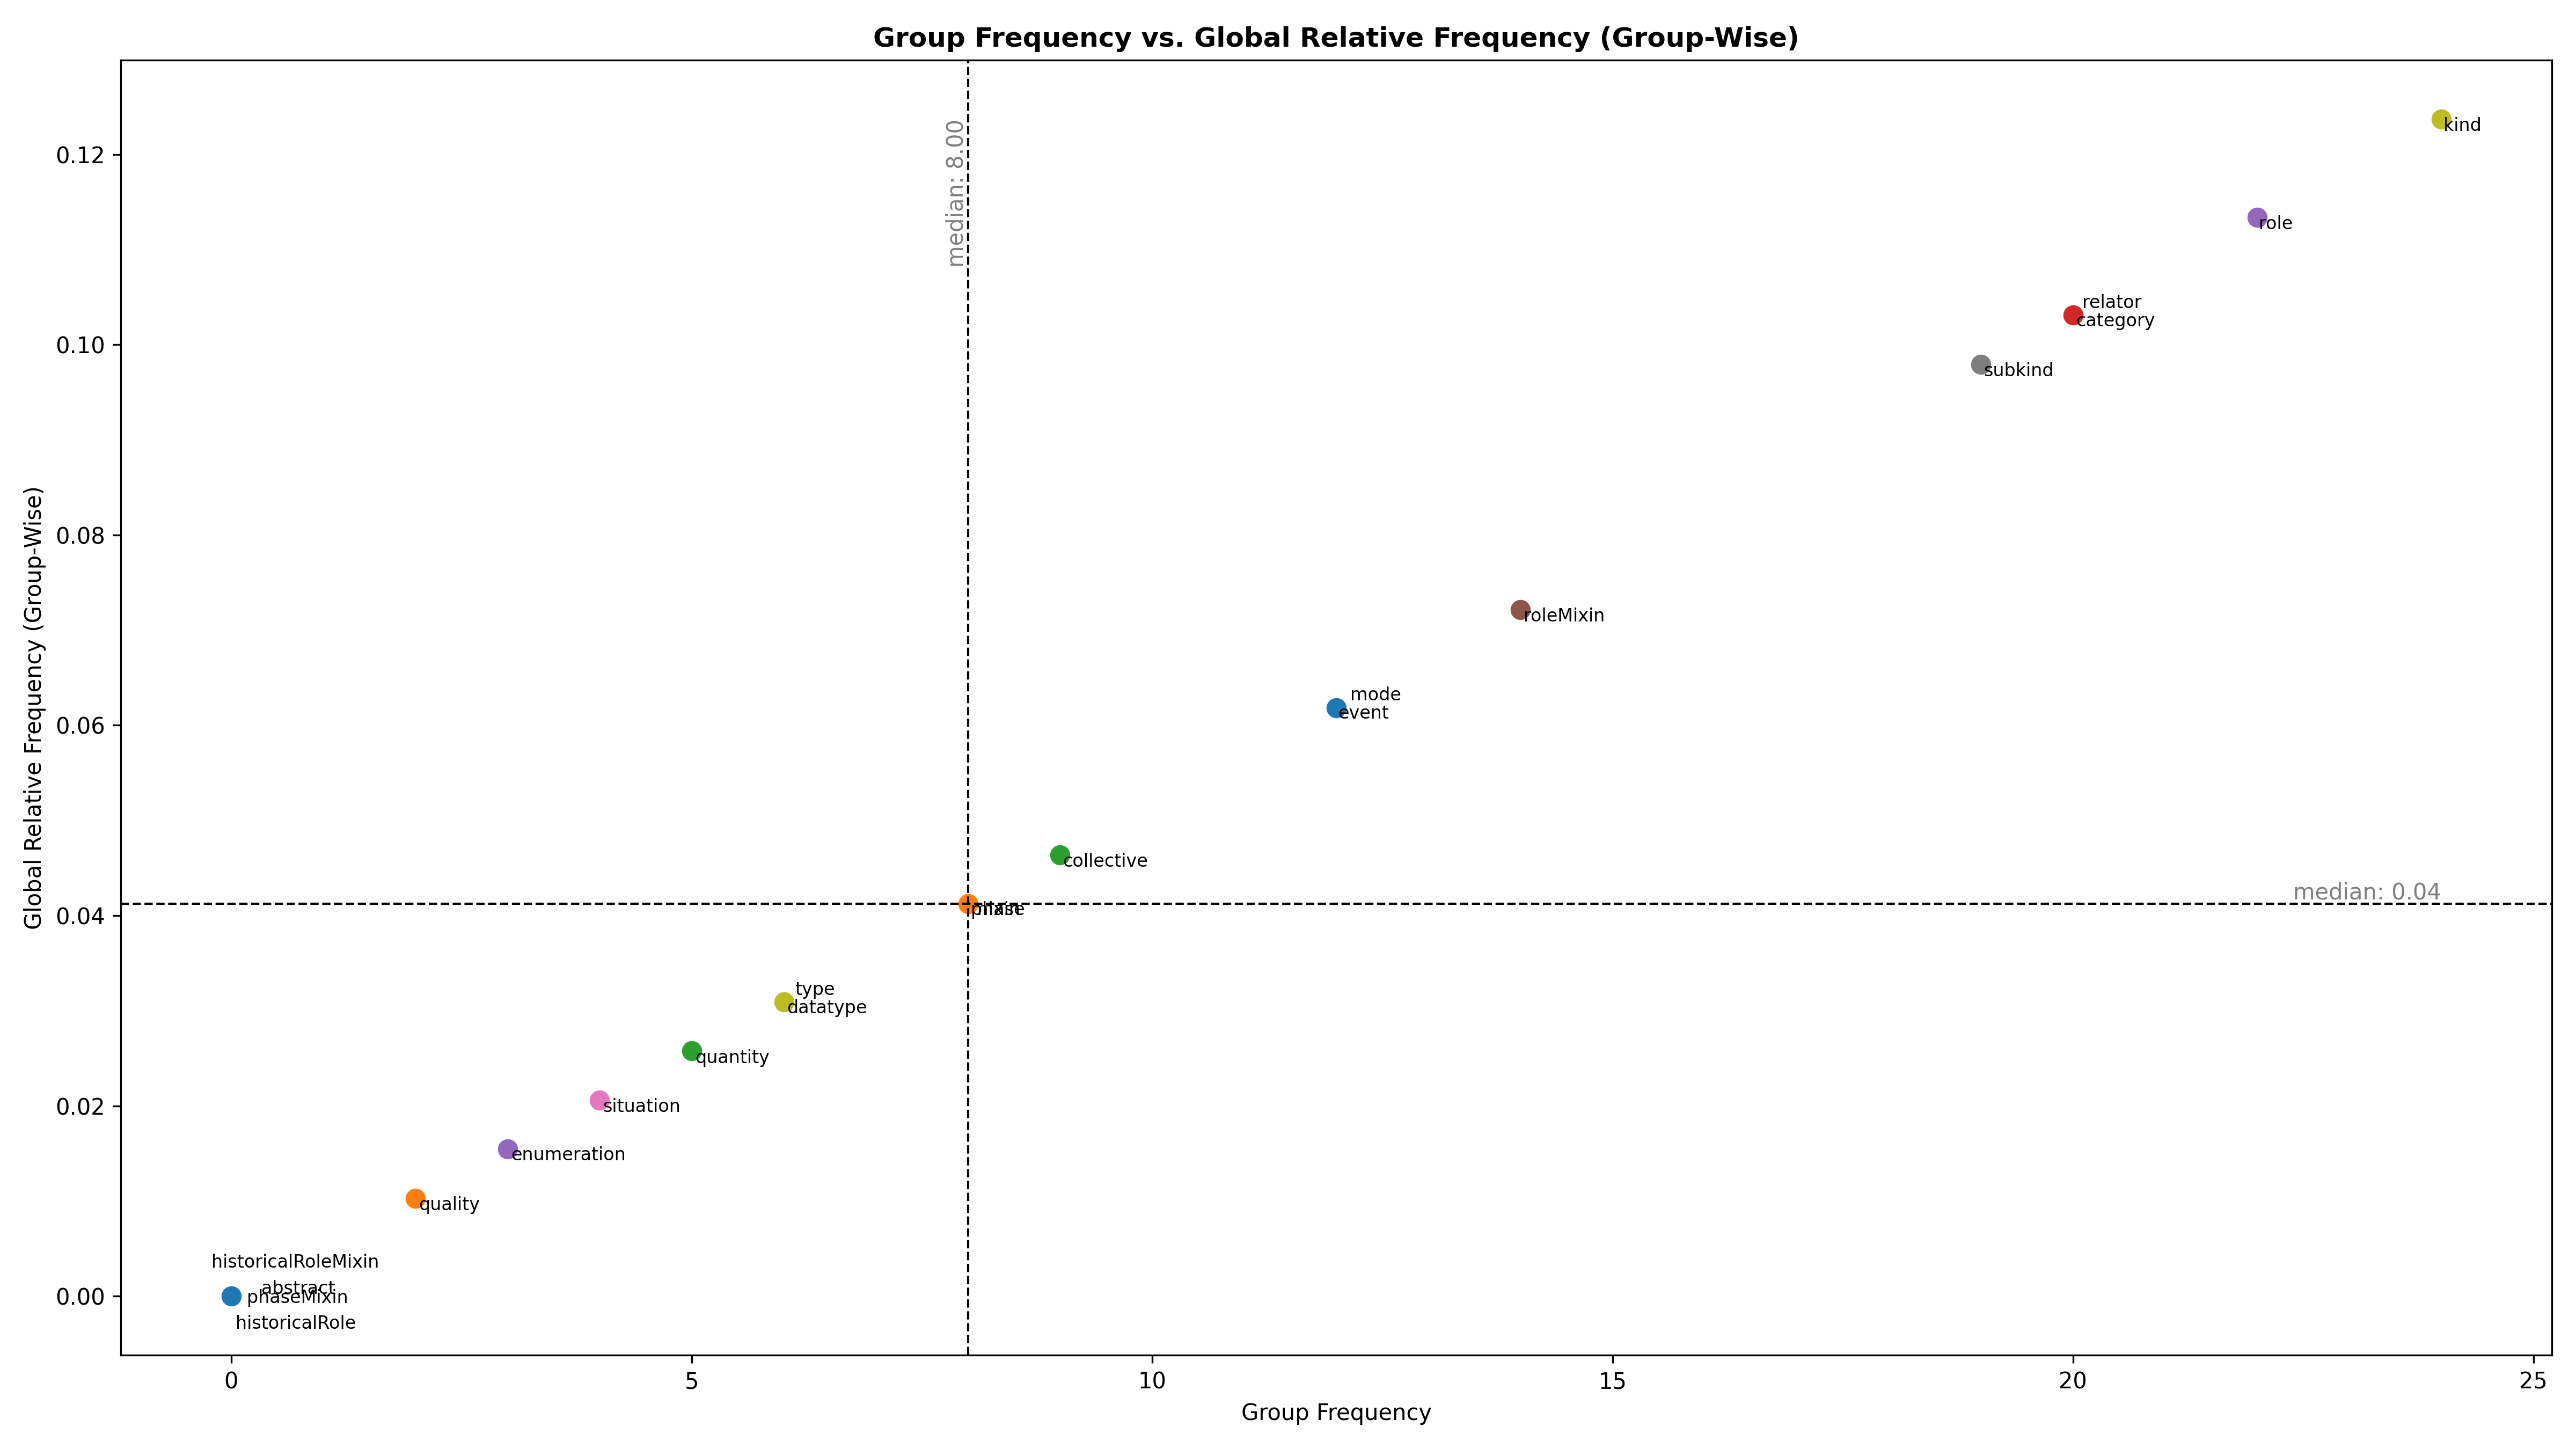 Group Frequency vs. Global Relative Frequency (Group-Wise)
Global Relative Frequency (Group-Wise)
0.12
0.10
0.08
0.06
0.04
0.02
0.00
median: 8.00
kind
role
relator
category
subkind
roleMixin
mode
event
collective
median: 0.04
phase
mixin
type
datatype
quantity
situation
enumeration
quality
historicalRoleMixin
abstract
phaseMixin
historicalRole
0
5
10
15
20
25
Group Frequency